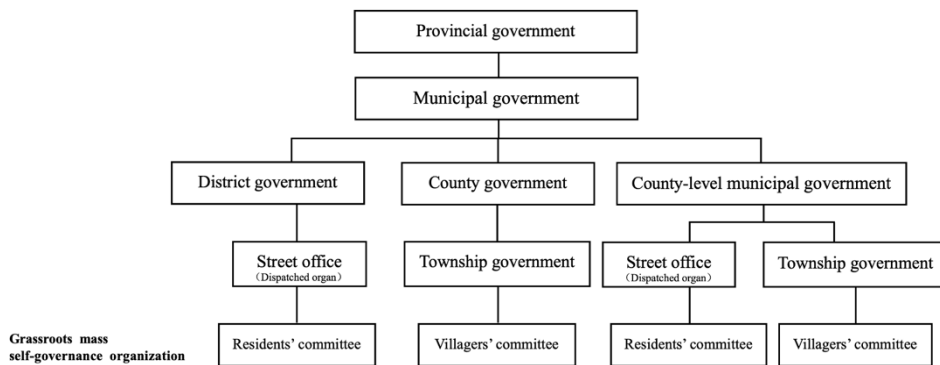 Provincial government
Municipal government
District government
County government
County-level municipal government
Street office
（Dispatched organ）
Township government
Street office
（Dispatched organ）
Township government
Grassroots mass
self-governance organization
Residents’ committee
Villagers’ committee
Residents’ committee
Villagers’ committee